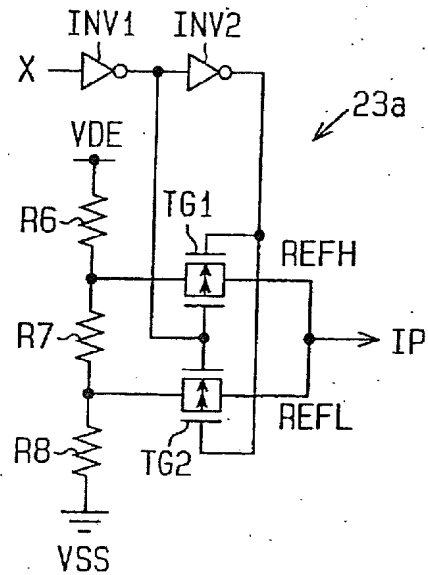 INV1 INV2
X
23a
VDE
TG1
R6
REFH
R7
IP
REFL
R8
TG2
VSS